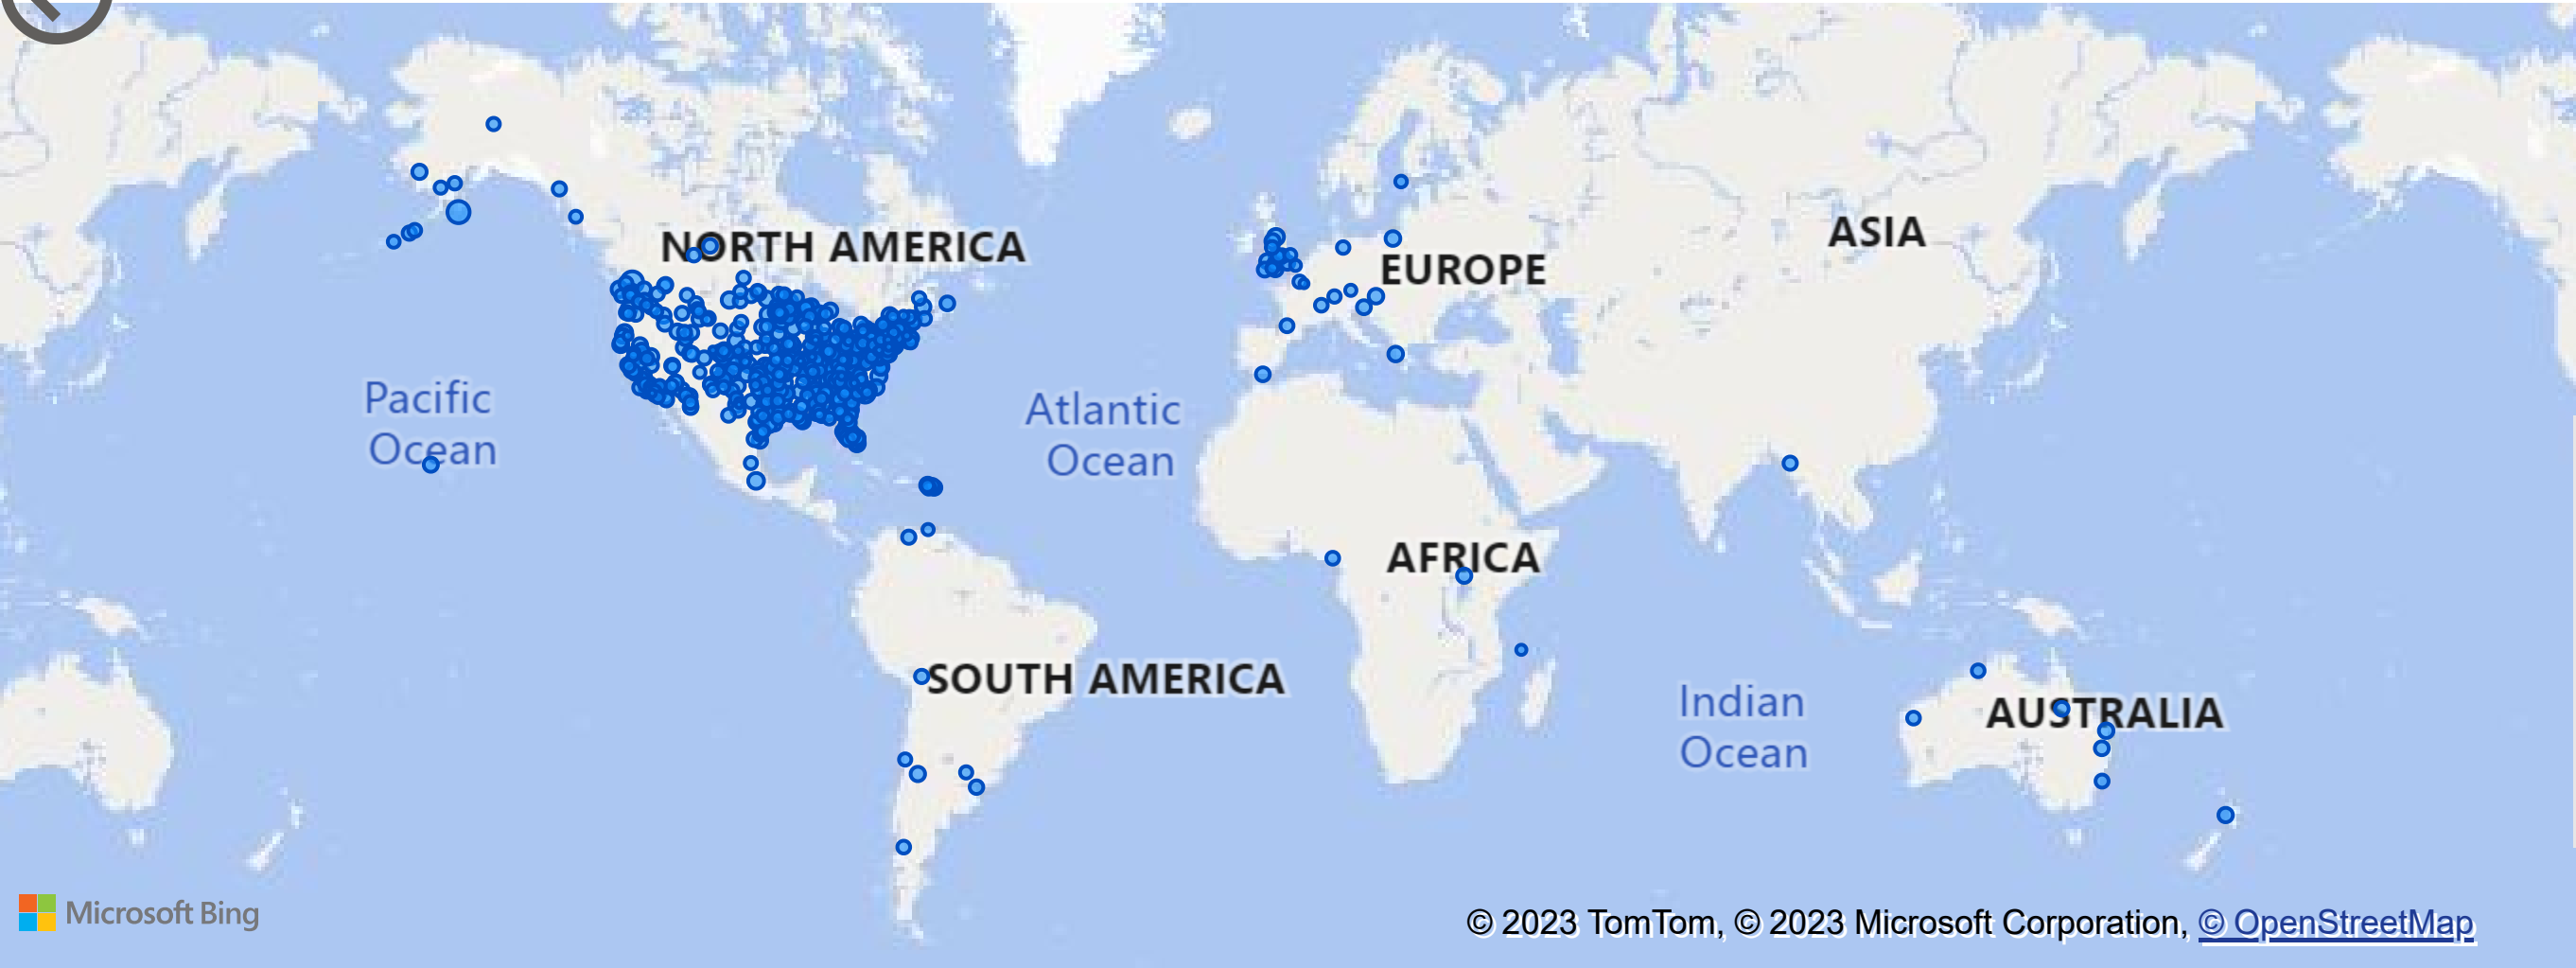 NORTH AMERICA
ASIA
EUROPE
Pacific
Ocean
Atlantic
Ocean
AFRICA
SOUTH AMERICA
Indian
Ocean
AUSTRALIA
Microsoft Bing
© 2023 TomTom, © 2023 Microsoft Corporation, © OpenStreetMap